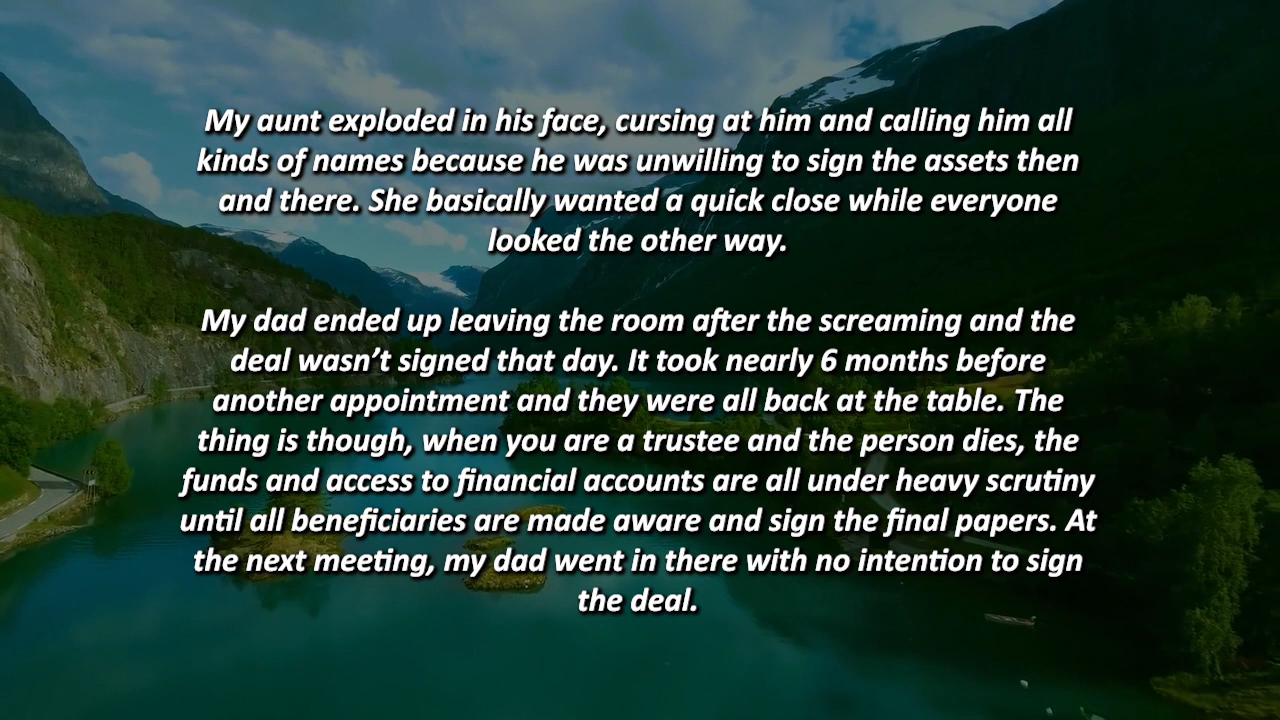 My aunt exploded in his face, cursing at him and calling him all
kinds of names because he was unwilling to sign the assets then
and there. She basically wanted a quick close while everyone
looked the other way.
My dad ended up leaving the room after the screaming and the
deal wasn’t signed that day. It took nearly 6 months before
another appointment and they were all back at the table. The
thing is though, when you are a trustee and the person dies, the
funds and access to financial accounts are all under heavy scrutiny
until all beneficiaries are made aware and sign the final papers. At
the next meeting, my dad went in there with no intention to sign
the deal.